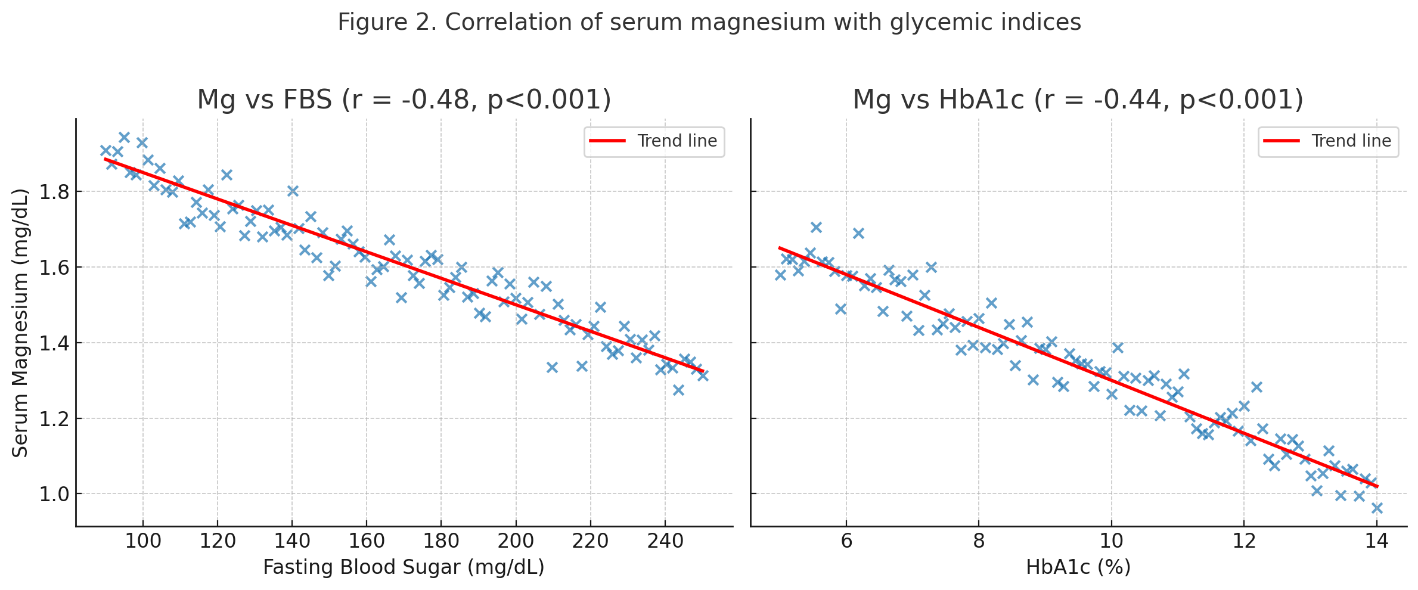 Figure 2. Correlation of serum magnesium with glycemic indices
Mg vs FBS (r = -0.48, p<0.001)
Trend line
Serum Magnesium (mg/dL)
1.8
1.6
1.4
1.2
1.0
100 120 140 160 180 200 220 240
Fasting Blood Sugar (mg/dL)
Mg vs HbA1c (r = -0.44, p<0.001)
Trend line
6 8 10 12 14
HbA1c (%)